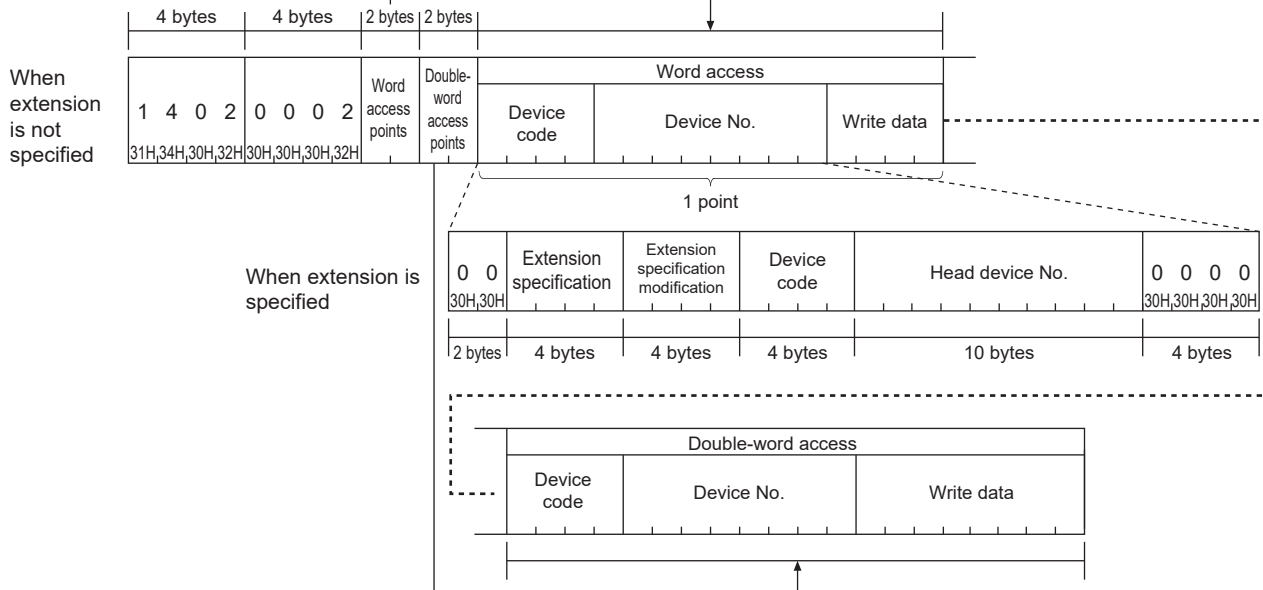 4 bytes 4 bytes 2 bytes 2 bytes
When
extension
is not
specified
1 4 0 2 0 0 0 2
31H 34H 30H 32H 30H 30H 30H 32H
Word
access
points
Double-
word
access
points
Word access
Device
code
Device No.
Write data
1 point
When extension is
specified
0 0
30H 30H
Extension
specification
Extension
specification
modification
Device
code
Head device No.
0 0 0 0
30H 30H 30H 30H
2 bytes 4 bytes 4 bytes 4 bytes 10 bytes 4 bytes
Double-word access
Device
code
Device No.
Write data